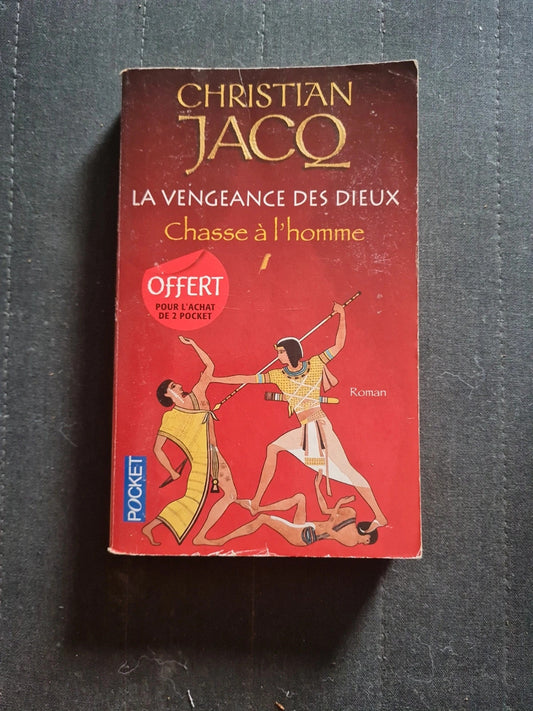 CHRISTIAN
JACQ
LA VENGEANCE DES DIEUX
Chasse à l'homme
OFFERT
POUR L'ACHAT
DE 2 POCKET
Roman
POCKET